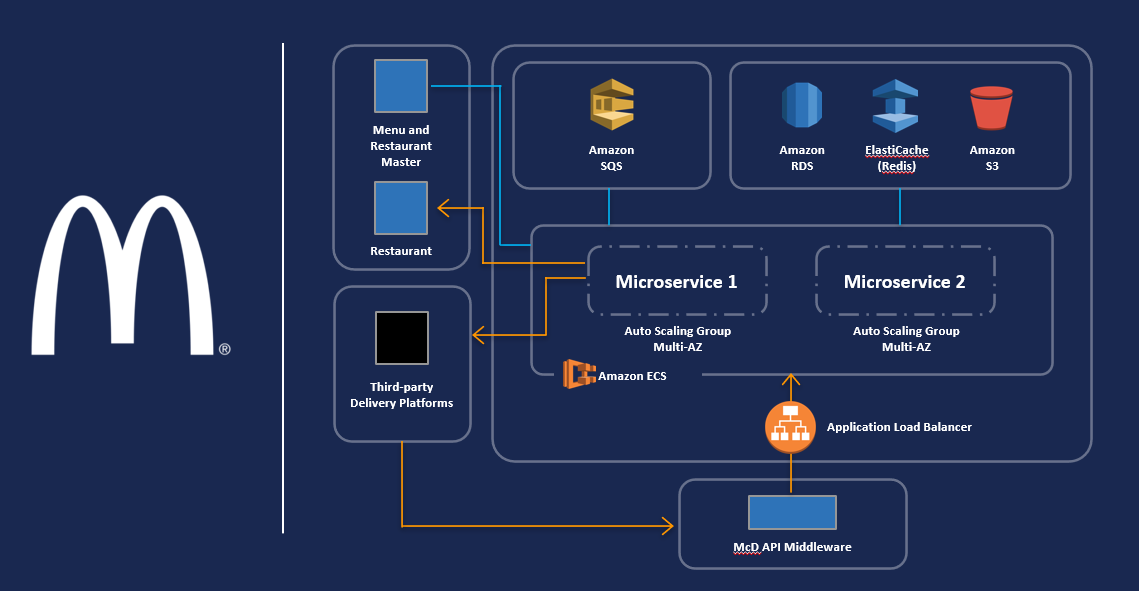 ®
Menu and
Restaurant
Master
Restaurant
Third-party
Delivery Platforms
Amazon
SQS
Amazon
RDS
ElastiCache
(Redis)
Amazon
S3
Microservice 1
Auto Scaling Group
Multi-AZ
Microservice 2
Auto Scaling Group
Multi-AZ
Amazon ECS
Application Load Balancer
McD API Middleware